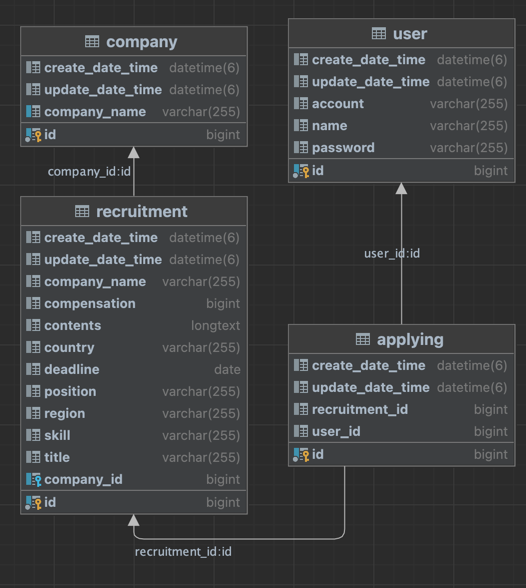 company
create_date_time datetime(6)
update_date_time datetime(6)
company_name varchar(255)
id bigint
company_id:id
recruitment
create_date_time datetime(6)
update_date_time datetime(6)
company_name varchar(255)
compensation bigint
contents longtext
country varchar(255)
deadline date
position varchar(255)
region varchar(255)
skill varchar(255)
title varchar(255)
company_id bigint
id bigint
user
create_date_time datetime(6)
update_date_time datetime(6)
account varchar(255)
name varchar(255)
password varchar(255)
id bigint
user_id:id
applying
create_date_time datetime(6)
update_date_time datetime(6)
recruitment_id bigint
user_id bigint
id bigint
recruitment_id:id